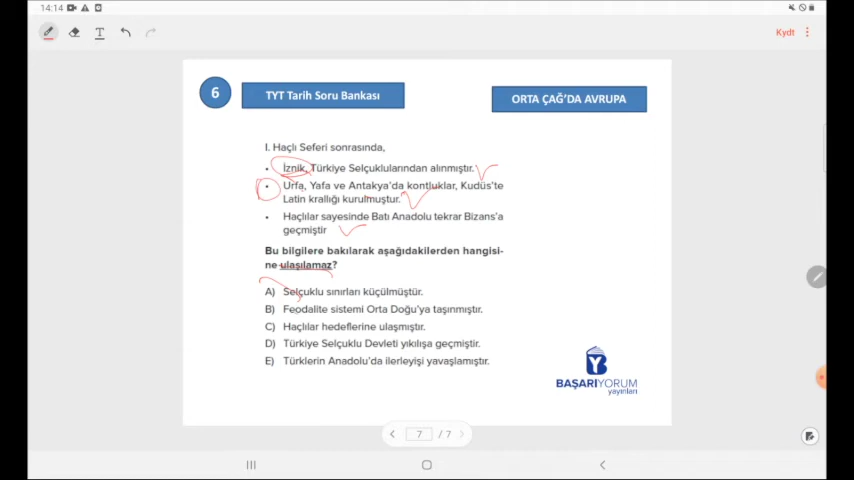 14:14
T
Kydt
6
TYT Tarih Soru Bankası
ORTA ÇAĞ'DA AVRUPA
I. Haçlı Seferi sonrasında,
• İznik, Türkiye Selçuklularından alınmıştır.
• Urfa, Yafa ve Antakya'da kontluklar, Kudüs'te
Latin krallığı kurulmuştur.
• Haçlılar sayesinde Batı Anadolu tekrar Bizans'a
geçmiştir
Bu bilgilere bakılarak aşağıdakilerden hangisi-
ne ulaşılamaz?
A) Selçuklu sınırları küçülmüştür.
B) Feodalite sistemi Orta Doğu'ya taşınmıştır.
C) Haçlılar hedeflerine ulaşmıştır.
D) Türkiye Selçuklu Devleti yıkılışa geçmiştir.
E) Türklerin Anadolu'da ilerleyişi yavaşlamıştır.
BAŞARIYORUM
yayınları
7 / 7